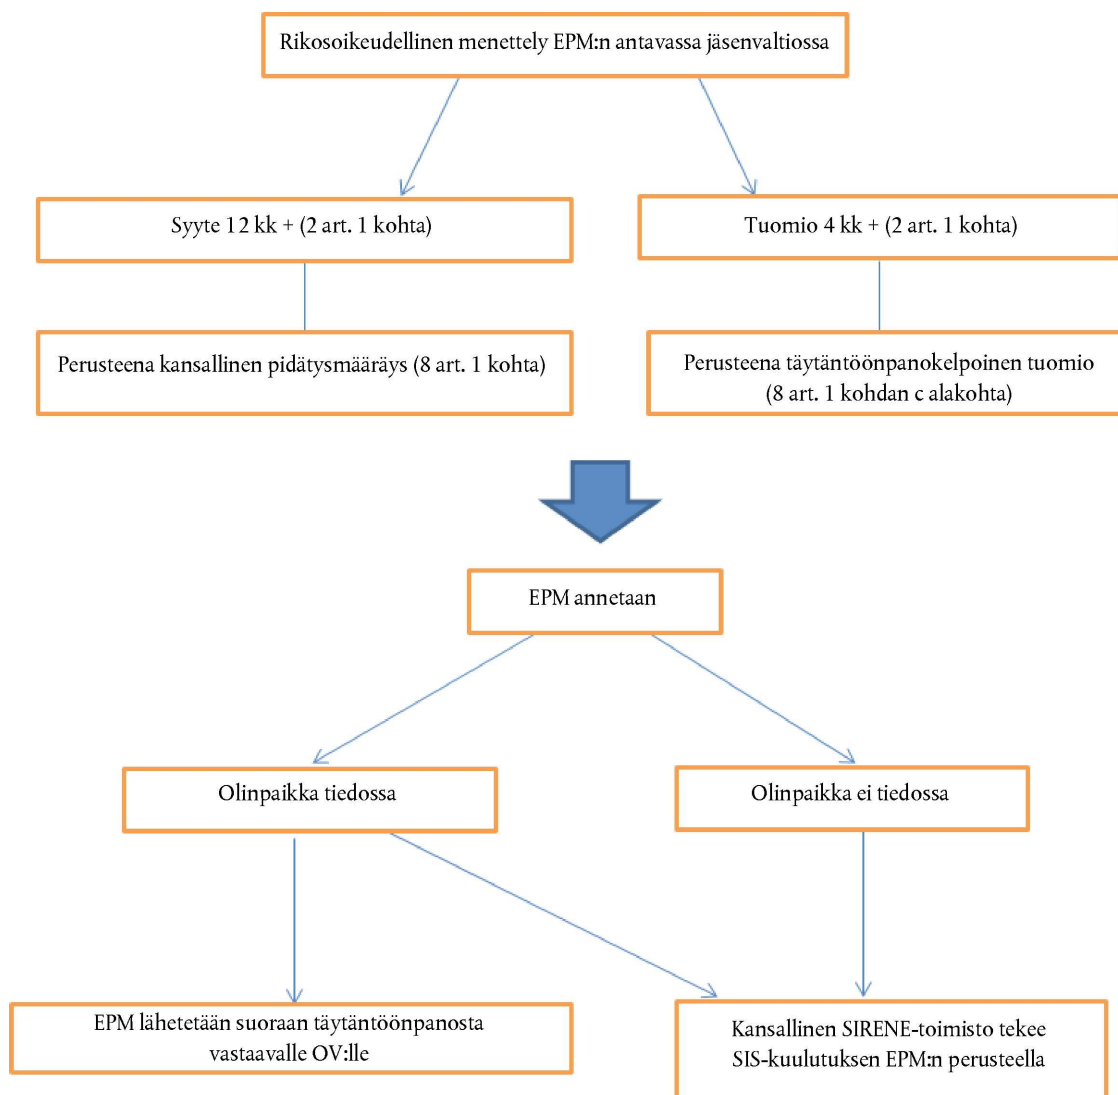 Rikosoikeudellinen menettely EPM:n antavassa jäsenvaltiossa
Syyte 12 kk + (2 art. 1 kohta)
Tuomio 4 kk + (2 art. 1 kohta)
Perusteena kansallinen pidätysmääräys (8 art. 1 kohta)
Perusteena täytäntöönpanokelpoinen tuomio
(8 art. 1 kohdan c alakohta)
EPM annetaan
Olinpaikka tiedossa
Olinpaikka ei tiedossa
EPM lähetetään suoraan täytäntöönpanosta
vastaavalle OV:lle
Kansallinen SIRENE-toimisto tekee
SIS-kuulutuksen EPM:n perusteella